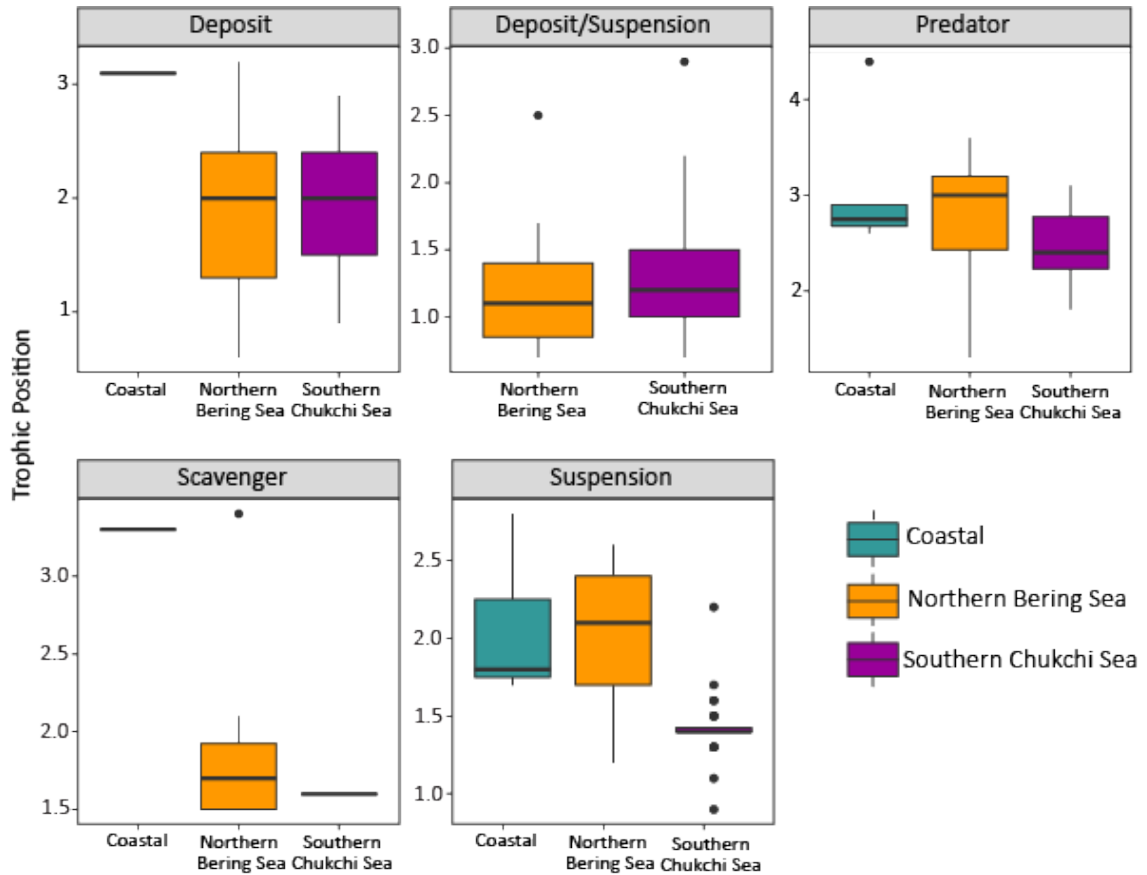 Deposit
Deposit/Suspension
Predator
Trophic Position
3
2
1
3.0
2.5
2.0
1.5
1.0
4
3
2
Coastal
Northern
Bering Sea
Southern
Chukchi Sea
Northern
Bering Sea
Southern
Chukchi Sea
Coastal
Northern
Bering Sea
Southern
Chukchi Sea
Scavenger
Suspension
3.0
2.5
2.0
1.5
2.5
2.0
1.5
1.0
Coastal
Northern
Bering Sea
Southern
Chukchi Sea
Coastal
Northern
Bering Sea
Southern
Chukchi Sea
Coastal
Northern Bering Sea
Southern Chukchi Sea